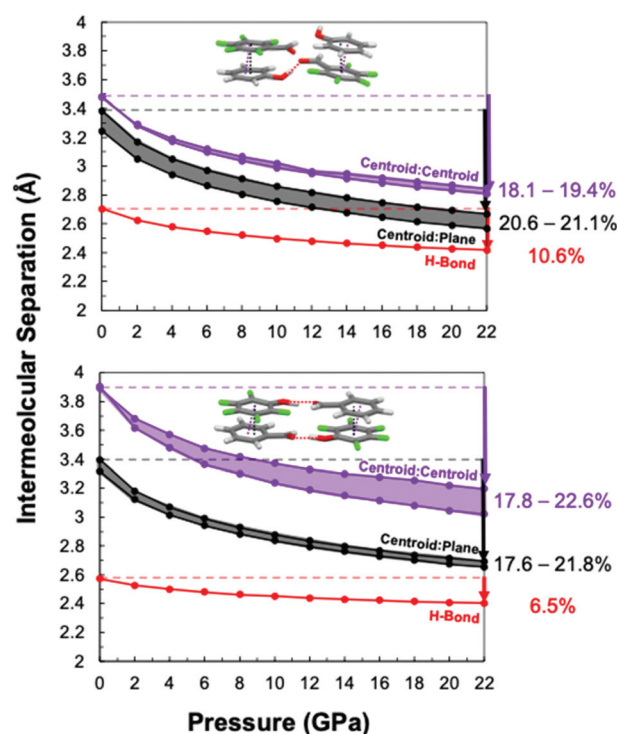 Intermeolcular Separation (Å)
4
3.8
3.6
3.4
3.2
3
2.8
2.6
2.4
2.2
2
Centroid:Centroid
Centroid:Plane
H-Bond
18.1 – 19.4%
20.6 – 21.1%
10.6%
0 2 4 6 8 10 12 14 16 18 20 22
4
3.8
3.6
3.4
3.2
3
2.8
2.6
2.4
2.2
2
Centroid:Centroid
Centroid:Plane
H-Bond
17.8 – 22.6%
17.6 – 21.8%
6.5%
0 2 4 6 8 10 12 14 16 18 20 22
Pressure (GPa)